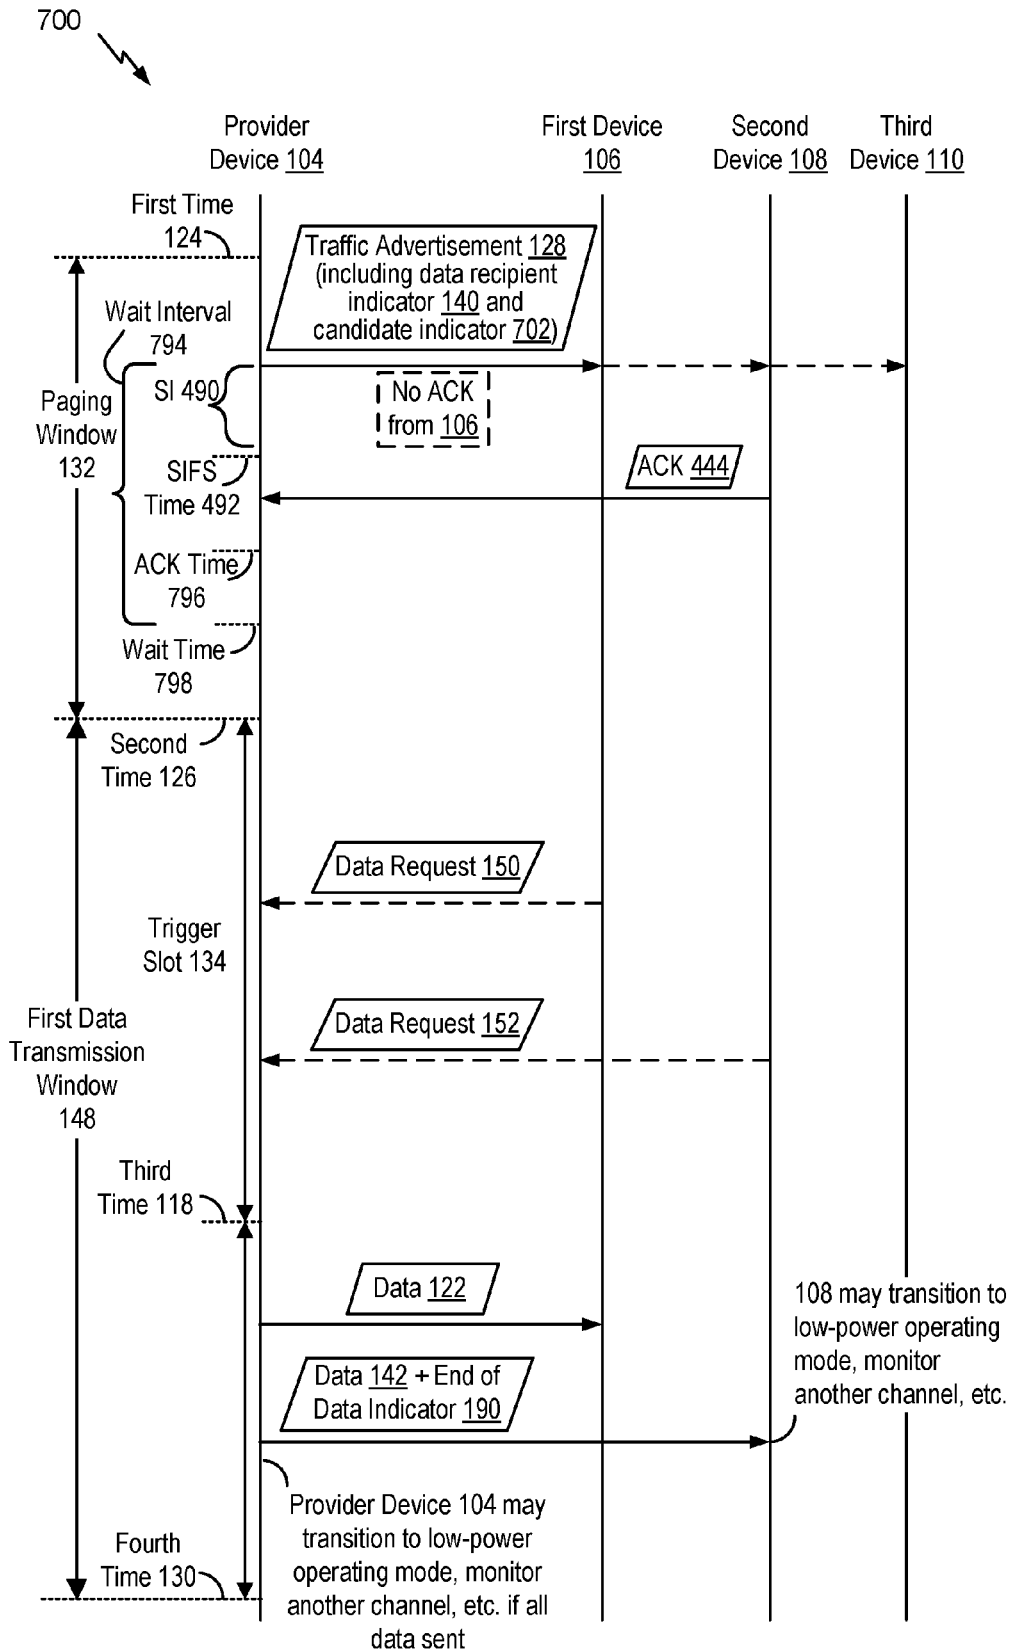 700
Provider
Device 104
First Device
106
Second
Device 108
Third
Device 110
First Time
124
Traffic Advertisement 128
(including data recipient
indicator 140 and
candidate indicator 702)
Wait Interval
794
SI 490
No ACK
from 106
Paging
Window
132
ACK 444
SIFS
Time 492
ACK Time
796
Wait Time
798
Second
Time 126
Data Request 150
Trigger
Slot 134
Data Request 152
First Data
Transmission
Window
148
Third
Time 118
Data 122
108 may transition to
low-power operating
mode, monitor
another channel, etc.
Data 142 + End of
Data Indicator 190
Provider Device 104 may
transition to low-power
operating mode, monitor
another channel, etc. if all
data sent
Fourth
Time 130